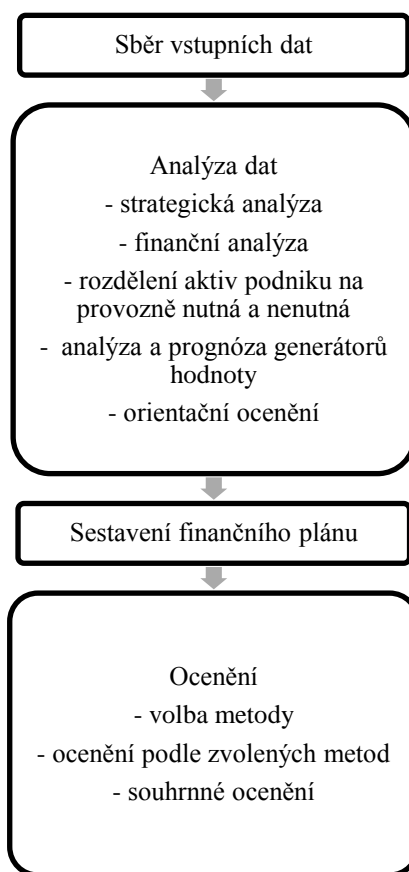 Sběr vstupních dat
Analýza dat
- strategická analýza
- finanční analýza
- rozdělení aktiv podniku na
provozně nutná a nenutná
- analýza a prognóza generátorů
hodnoty
- orientační ocenění
Sestavení finančního plánu
Ocenění
- volba metody
- ocenění podle zvolených metod
- souhrnné ocenění